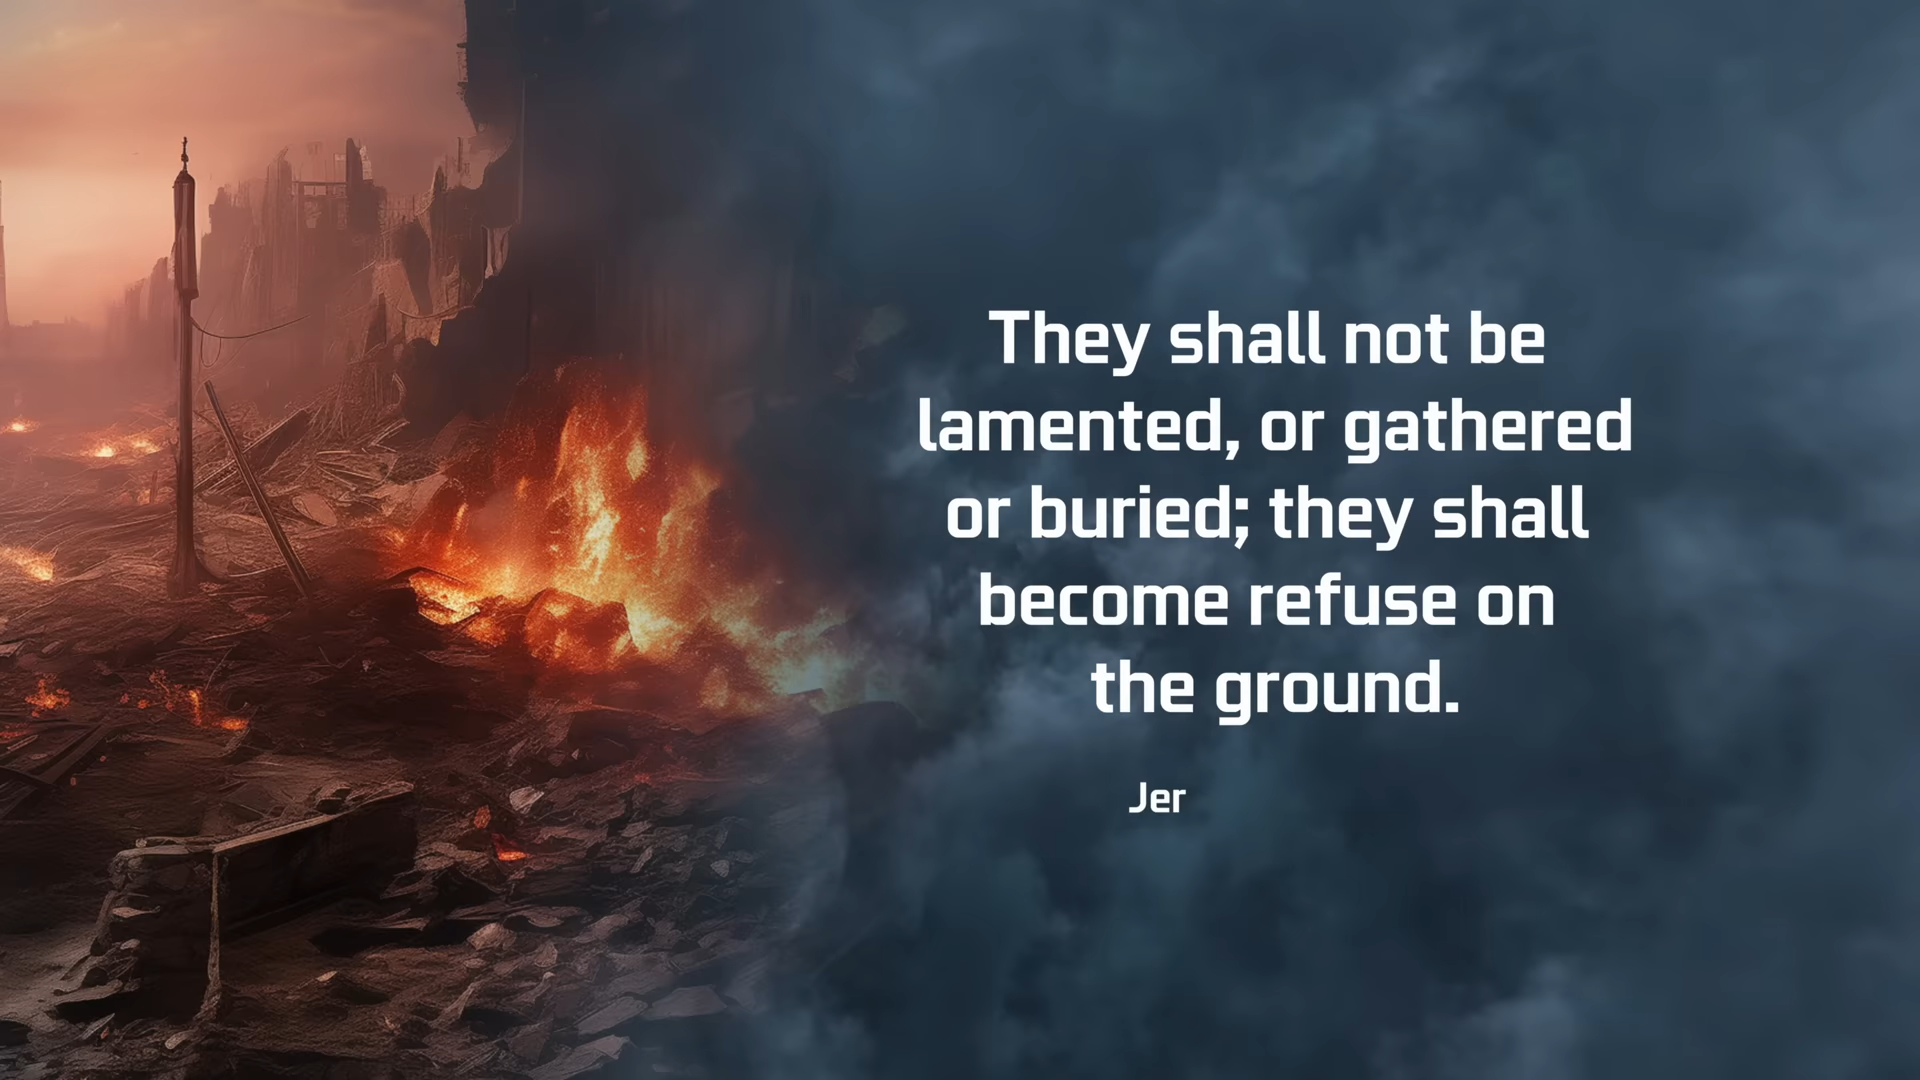 They shall not be
lamented, or gathered
or buried; they shall
become refuse on
the ground.
Jer